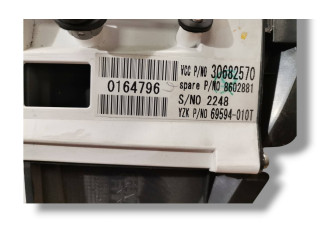 VCC P/NO 30682570
0164796 spare P/NO 8602881
S/NO 2248
YZK P/NO 69594-010T